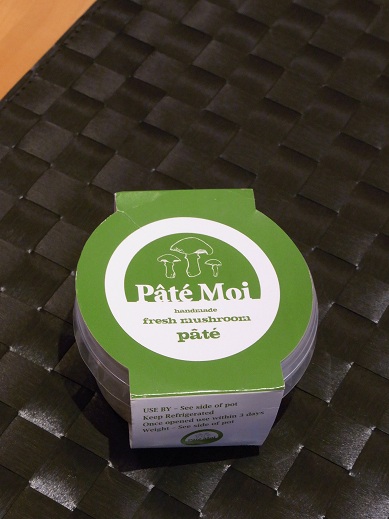 Pâté Moi
handmade
fresh mushroom
pâté
USE BY - See side of pot
Keep Refrigerated
Once opened use within 3 days
Weight - See side of pot